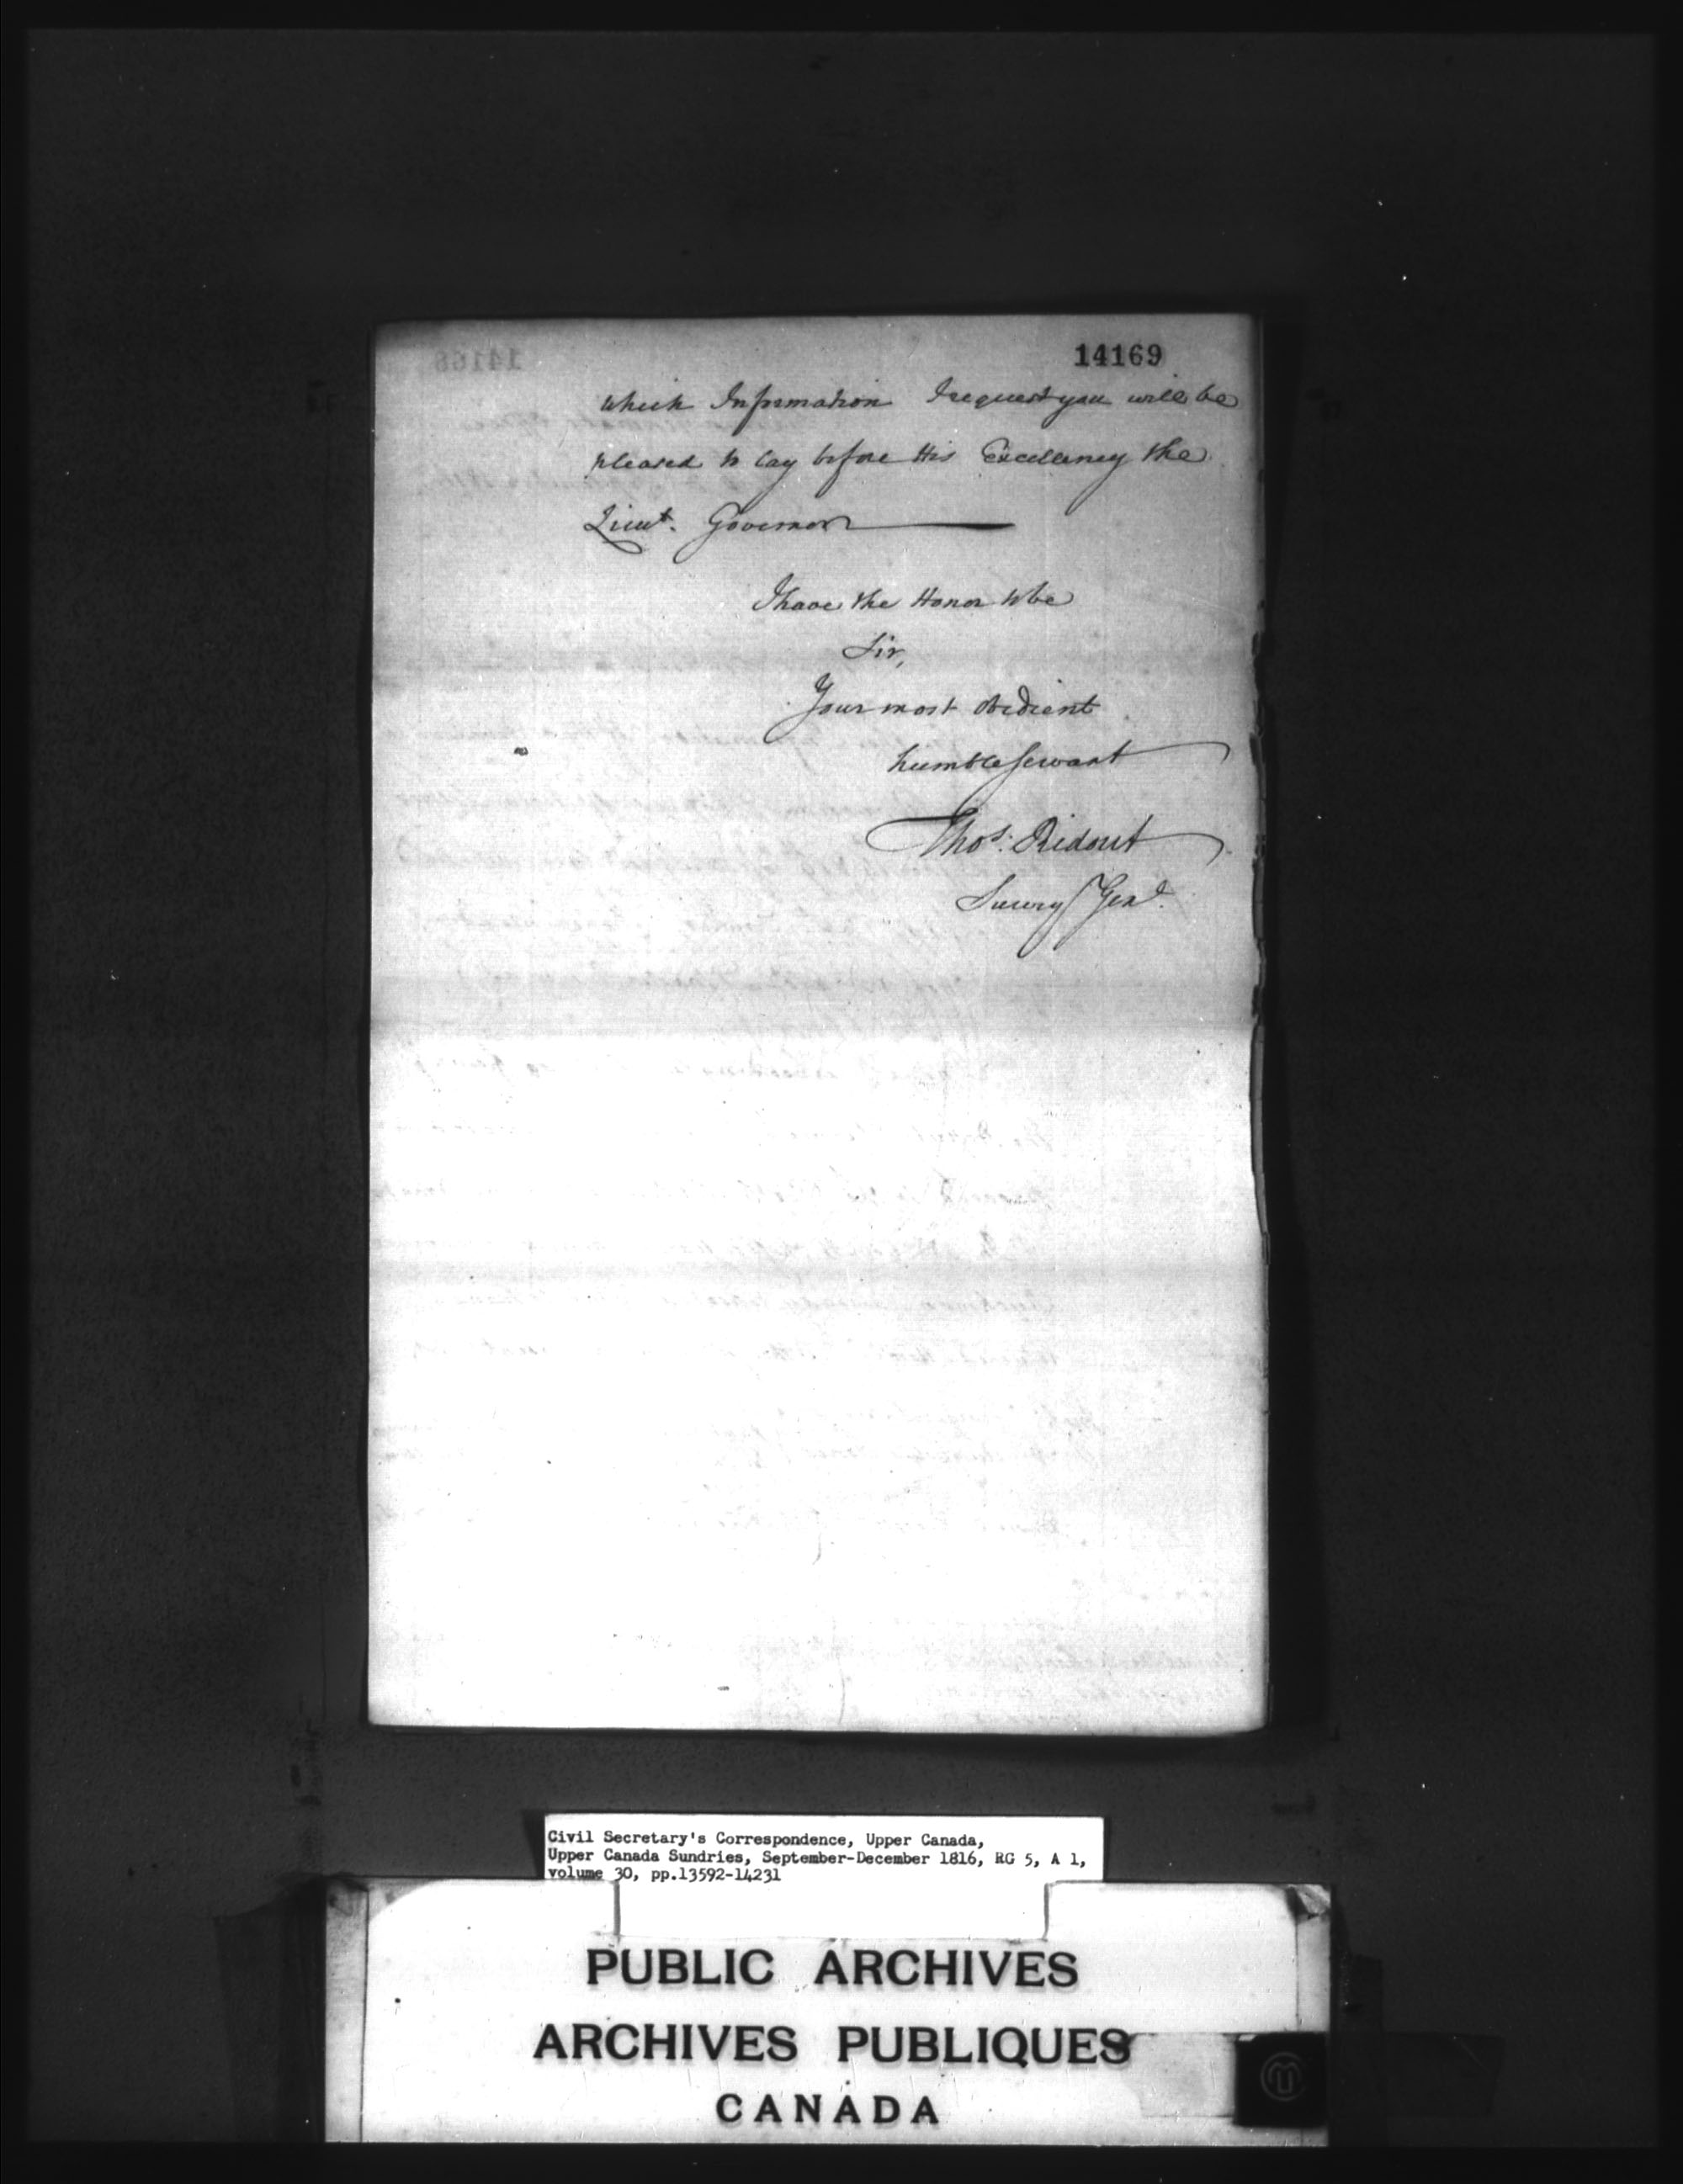 14169
which Information I request you will be
pleased to lay before His Excellency the
Lieut. Governor
I have the Honor to be
Sir,
Your most obedient
humble servant
Thos. Ridout
Survey Genl.
Civil Secretary's Correspondence, Upper Canada,
Upper Canada Sundries, September-December 1816, RG 5, A 1,
volume 30, pp.13592-14231
PUBLIC ARCHIVES
ARCHIVES PUBLIQUES
CANADA